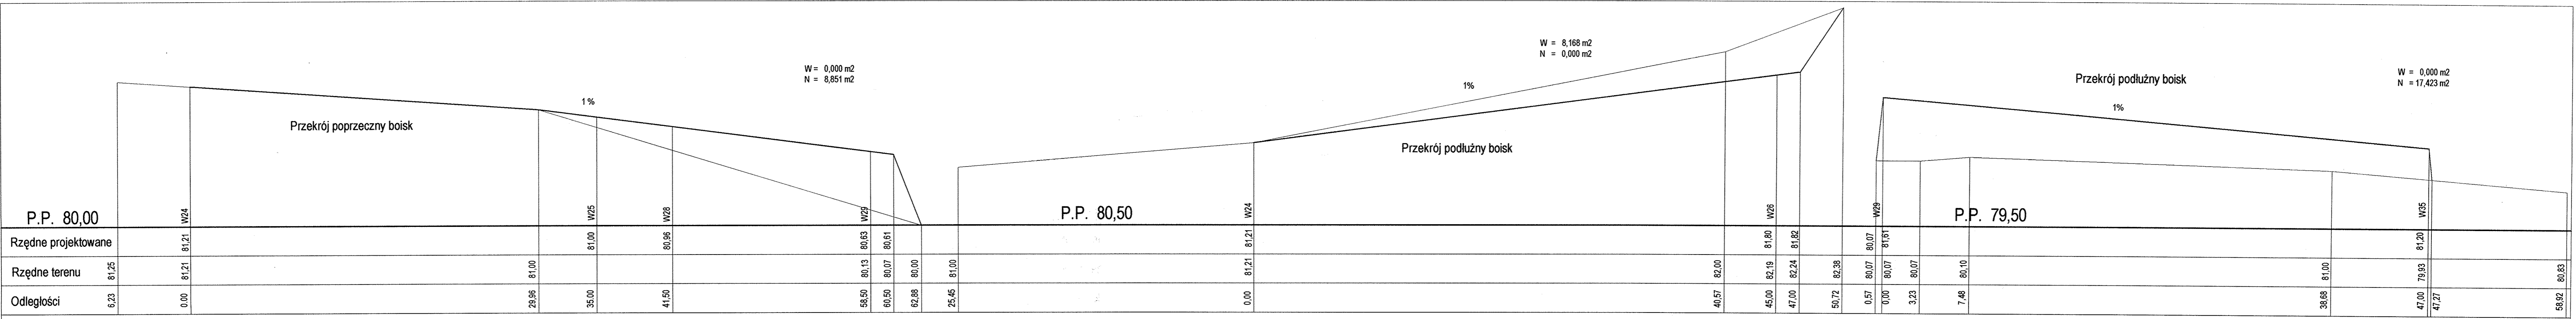 W = 0,000 m2
N = 8,851 m2
1 %
Przekrój poprzeczny boisk
W = 8,168 m2
N = 0,000 m2
1%
Przekrój podłużny boisk
Przekrój podłużny boisk
1%
W = 0,000 m2
N = 17,423 m2
P.P. 80,00
W24
W25
W28
W29
P.P. 80,50
W24
W26
W29
P.P. 79,50
W35
Rzędne projektowane 81,21 81,00 80,96 80,63 80,61 81,21 81,80 81,82 80,07 81,61 81,20
Rzędne terenu 81,25 81,21 81,00 80,13 80,07 80,00 81,00 81,21 82,00 82,19 82,24 82,38 80,07 80,07 80,07 80,10 81,00 79,93 80,83
Odległości 6,23 0.00 29,96 35,00 41,50 58,50 60,50 62,88 25,45 0,00 40,57 45,00 47,00 50,72 0,57 0,00 3,23 7,48 38,68 47,00 47,27 58,92